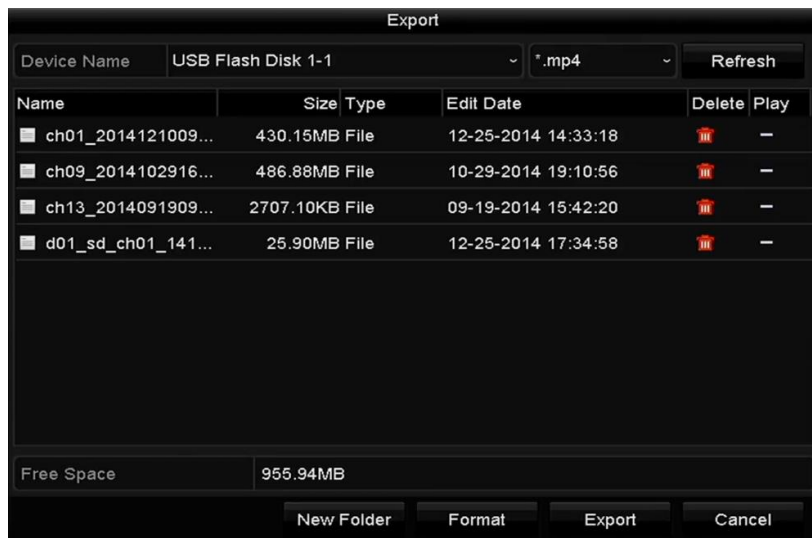 Export
Device Name USB Flash Disk 1-1 *.mp4 Refresh
Name Size Type Edit Date Delete Play
ch01_2014121009... 430.15MB File 12-25-2014 14:33:18
ch09_2014102916... 486.88MB File 10-29-2014 19:10:56
ch13_2014091909... 2707.10KB File 09-19-2014 15:42:20
d01_sd_ch01_141... 25.90MB File 12-25-2014 17:34:58
Free Space 955.94MB
New Folder Format Export Cancel